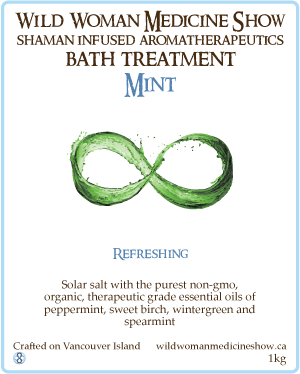 Wild Woman Medicine Show
SHAMAN INFUSED AROMATHERAPEUTICS
BATH TREATMENT
Mint
Refreshing
Solar salt with the purest non-gmo,
organic, therapeutic grade essential oils of
peppermint, sweet birch, wintergreen and
spearmint
Crafted on Vancouver Island wildwomanmedicineshow.ca
1kg